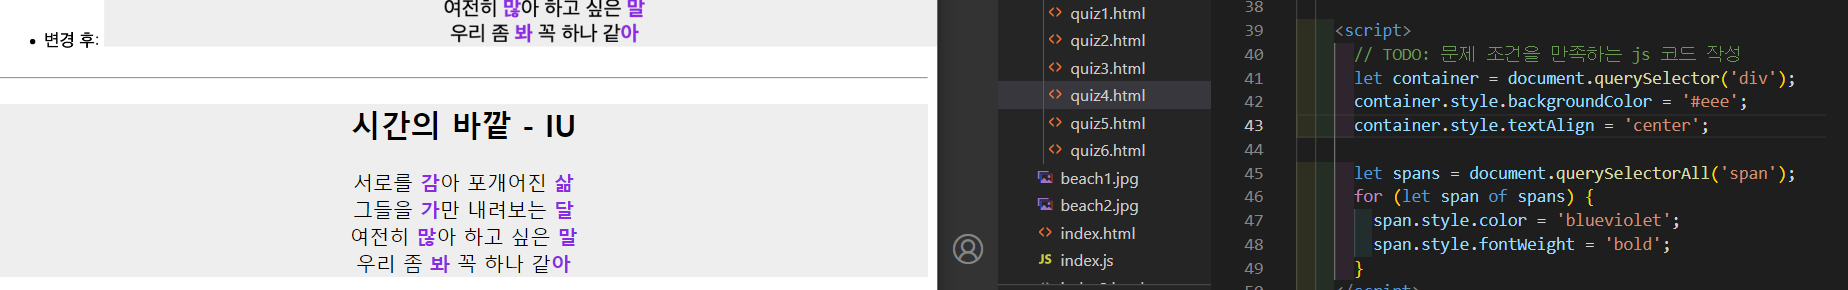 여전히 많아 하고 싶은 말
우리 좀 봐 꼭 하나 같아
• 변경 후:
시간의 바깥 - IU
서로를 감아 포개어진 삶
그들을 가만 내려보는 달
여전히 많아 하고 싶은 말
우리 좀 봐 꼭 하나 같아
<> quiz1.html
<> quiz2.html
<> quiz3.html
<> quiz4.html
<> quiz5.html
<> quiz6.html
beach1.jpg
beach2.jpg
<> index.html
JS index.js
38
39 <script>
40 // TODO: 문제 조건을 만족하는 js 코드 작성
41 let container = document.querySelector('div');
42 container.style.backgroundColor = '#eee';
43 container.style.textAlign = 'center';
44
45 let spans = document.querySelectorAll('span');
46 for (let span of spans) {
47 span.style.color = 'blueviolet';
48 span.style.fontWeight = 'bold';
49 }
50 </script>